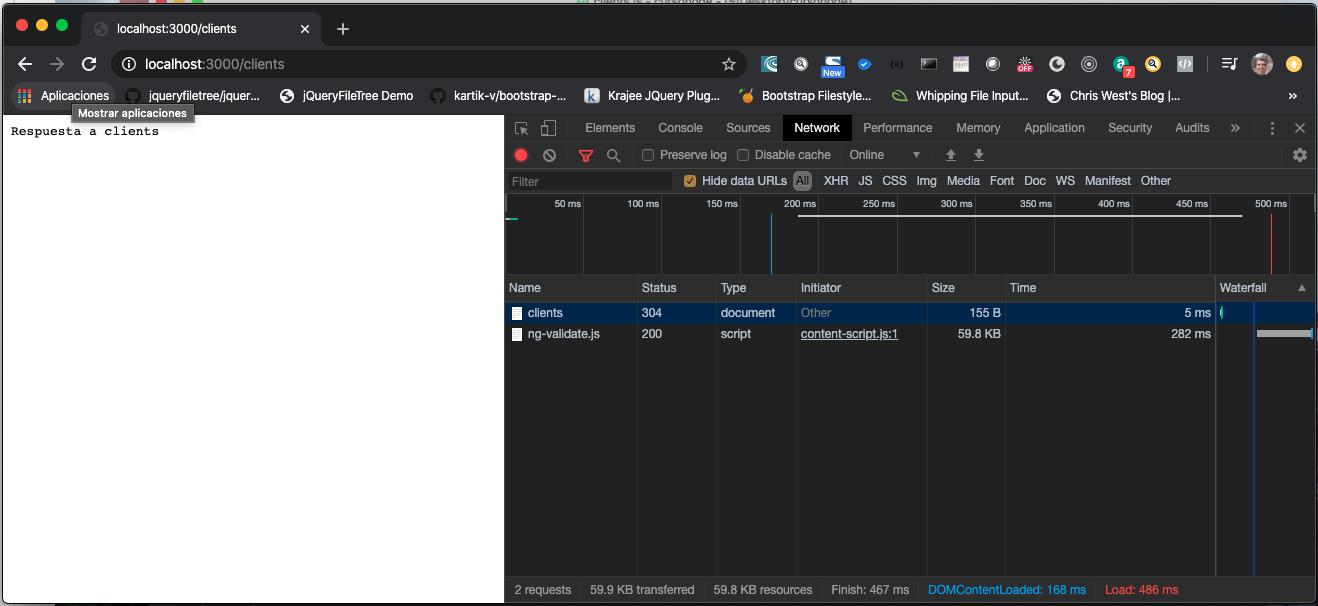 localhost:3000/clients
localhost:3000/clients
New
OFF
7
Aplicaciones
jqueryfiletree/jquer...
jQueryFileTree Demo
kartik-v/bootstrap-...
Krajee JQuery Plug...
Bootstrap Filestyle...
Whipping File Input...
Chris West's Blog |...
»
Mostrar aplicaciones
Respuesta a clients
Elements Console Sources Network Performance Memory Application Security Audits »
Preserve log Disable cache Online
Filter Hide data URLs All XHR JS CSS Img Media Font Doc WS Manifest Other
50 ms 100 ms 150 ms 200 ms 250 ms 300 ms 350 ms 400 ms 450 ms 500 ms
Name Status Type Initiator Size Time Waterfall
clients 304 document Other 155 B 5 ms
ng-validate.js 200 script content-script.js:1 59.8 KB 282 ms
2 requests 59.9 KB transferred 59.8 KB resources Finish: 467 ms DOMContentLoaded: 168 ms Load: 486 ms